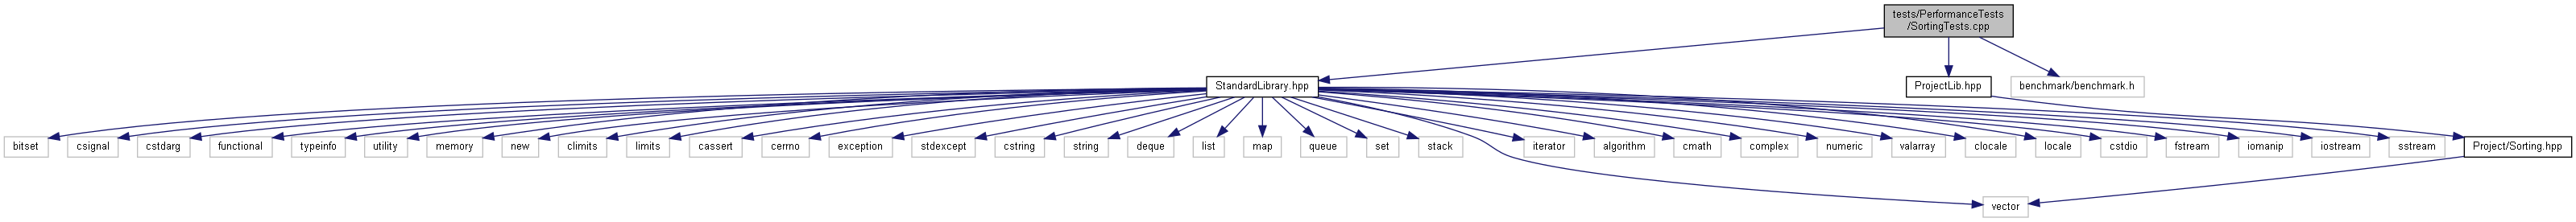 tests/PerformanceTests
/SortingTests.cpp
StandardLibrary.hpp
ProjectLib.hpp
benchmark/benchmark.h
bitset
csignal
cstdarg
functional
typeinfo
utility
memory
new
climits
limits
cassert
cerrno
exception
stdexcept
cstring
string
deque
list
map
queue
set
stack
iterator
algorithm
cmath
complex
numeric
valarray
clocale
locale
cstdio
fstream
iomanip
iostream
sstream
Project/Sorting.hpp
vector